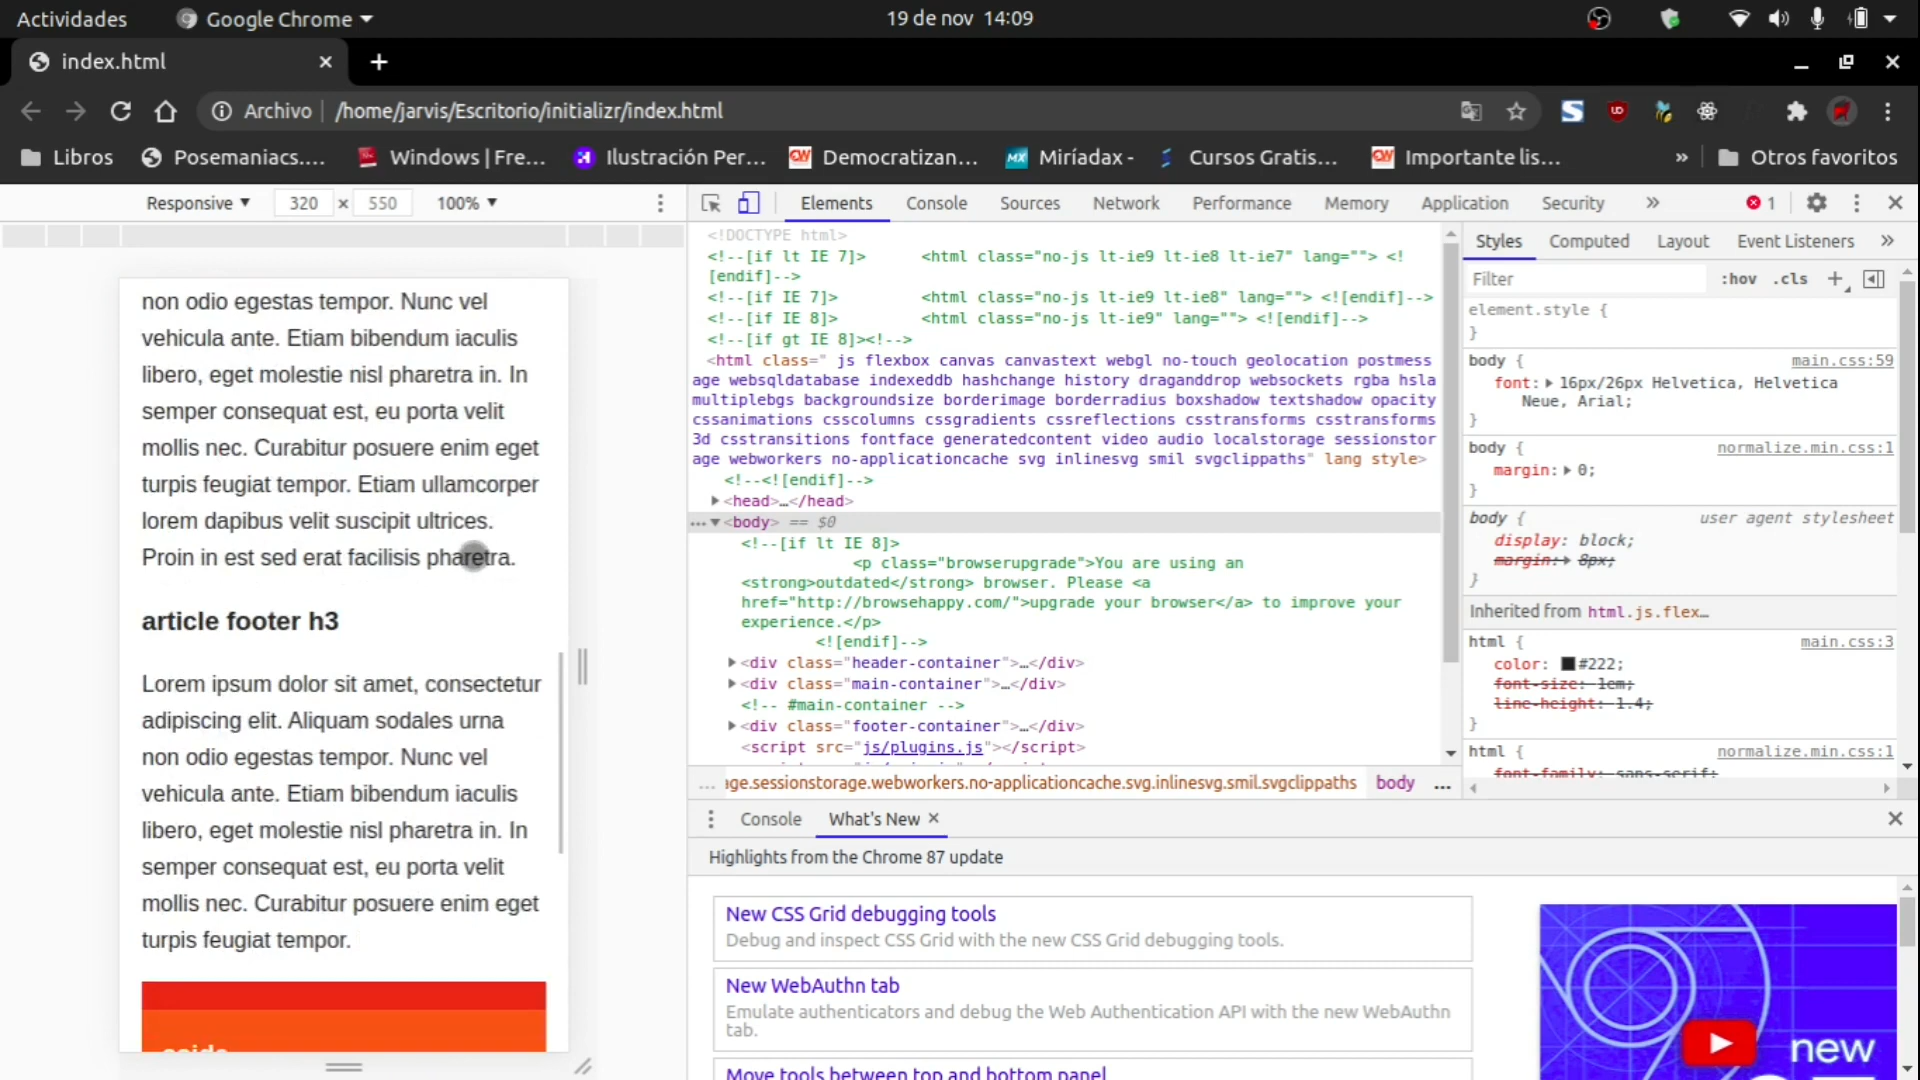 Actividades
Google Chrome
19 de nov 14:09
index.html
Archivo
/home/jarvis/Escritorio/initializr/index.html
Libros
Posemaniacs....
Windows | Fre...
Ilustración Per...
Democratizan...
Miríadax -
Cursos Gratis...
Importante lis...
»
Otros favoritos
Responsive
320 × 550
100%
Elements
Console
Sources
Network
Performance
Memory
Application
Security
»
1
non odio egestas tempor. Nunc vel
vehicula ante. Etiam bibendum iaculis
libero, eget molestie nisl pharetra in. In
semper consequat est, eu porta velit
mollis nec. Curabitur posuere enim eget
turpis feugiat tempor. Etiam ullamcorper
lorem dapibus velit suscipit ultrices.
Proin in est sed erat facilisis pharetra.
article footer h3
Lorem ipsum dolor sit amet, consectetur
adipiscing elit. Aliquam sodales urna
non odio egestas tempor. Nunc vel
vehicula ante. Etiam bibendum iaculis
libero, eget molestie nisl pharetra in. In
semper consequat est, eu porta velit
mollis nec. Curabitur posuere enim eget
turpis feugiat tempor.
<!DOCTYPE html>
<!--[if lt IE 7]>      <html class="no-js lt-ie9 lt-ie8 lt-ie7" lang=""> <!
[endif]-->
<!--[if IE 7]>         <html class="no-js lt-ie9 lt-ie8" lang=""> <![endif]-->
<!--[if IE 8]>         <html class="no-js lt-ie9" lang=""> <![endif]-->
<!--[if gt IE 8]><!-->
<html class=" js flexbox canvas canvastext webgl no-touch geolocation postmess
age websqldatabase indexeddb hashchange history draganddrop websockets rgba hsla
multiplebgs backgroundsize borderimage borderradius boxshadow textshadow opacity
cssanimations csscolumns cssgradients cssreflections csstransforms csstransforms
3d csstransitions fontface generatedcontent video audio localstorage sessionstor
age webworkers no-applicationcache svg inlinesvg smil svgclippaths" lang style>
<!--<![endif]-->
<head>…</head>
<body> == $0
<!--[if lt IE 8]>
<p class="browserupgrade">You are using an
<strong>outdated</strong> browser. Please <a
href="http://browsehappy.com/">upgrade your browser</a> to improve your
experience.</p>
<![endif]-->
<div class="header-container">…</div>
<div class="main-container">…</div>
<!-- #main-container -->
<div class="footer-container">…</div>
<script src="js/plugins.js"></script>
... age.sessionstorage.webworkers.no-applicationcache.svg.inlinesvg.smil.svgclippaths body ...
Styles
Computed
Layout
Event Listeners
»
Filter
:hov .cls +
element.style {
}
body { main.css:59
font: 16px/26px Helvetica, Helvetica
Neue, Arial;
}
body { normalize.min.css:1
margin: 0;
}
body { user agent stylesheet
display: block;
margin: 8px;
}
Inherited from html.js.flex…
html { main.css:3
color: #222;
font-size: 1em;
line-height: 1.4;
}
html { normalize.min.css:1
font-family: sans-serif;
Console
What's New
Highlights from the Chrome 87 update
New CSS Grid debugging tools
Debug and inspect CSS Grid with the new CSS Grid debugging tools.
New WebAuthn tab
Emulate authenticators and debug the Web Authentication API with the new WebAuthn
tab.
Move tools between top and bottom panel
new